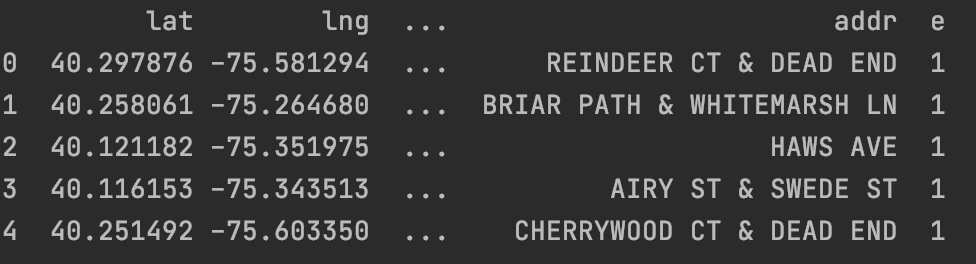 lat lng ... addr e
0 40.297876 -75.581294 ... REINDEER CT & DEAD END 1
1 40.258061 -75.264680 ... BRIAR PATH & WHITEMARSH LN 1
2 40.121182 -75.351975 ... HAWS AVE 1
3 40.116153 -75.343513 ... AIRY ST & SWEDE ST 1
4 40.251492 -75.603350 ... CHERRYWOOD CT & DEAD END 1